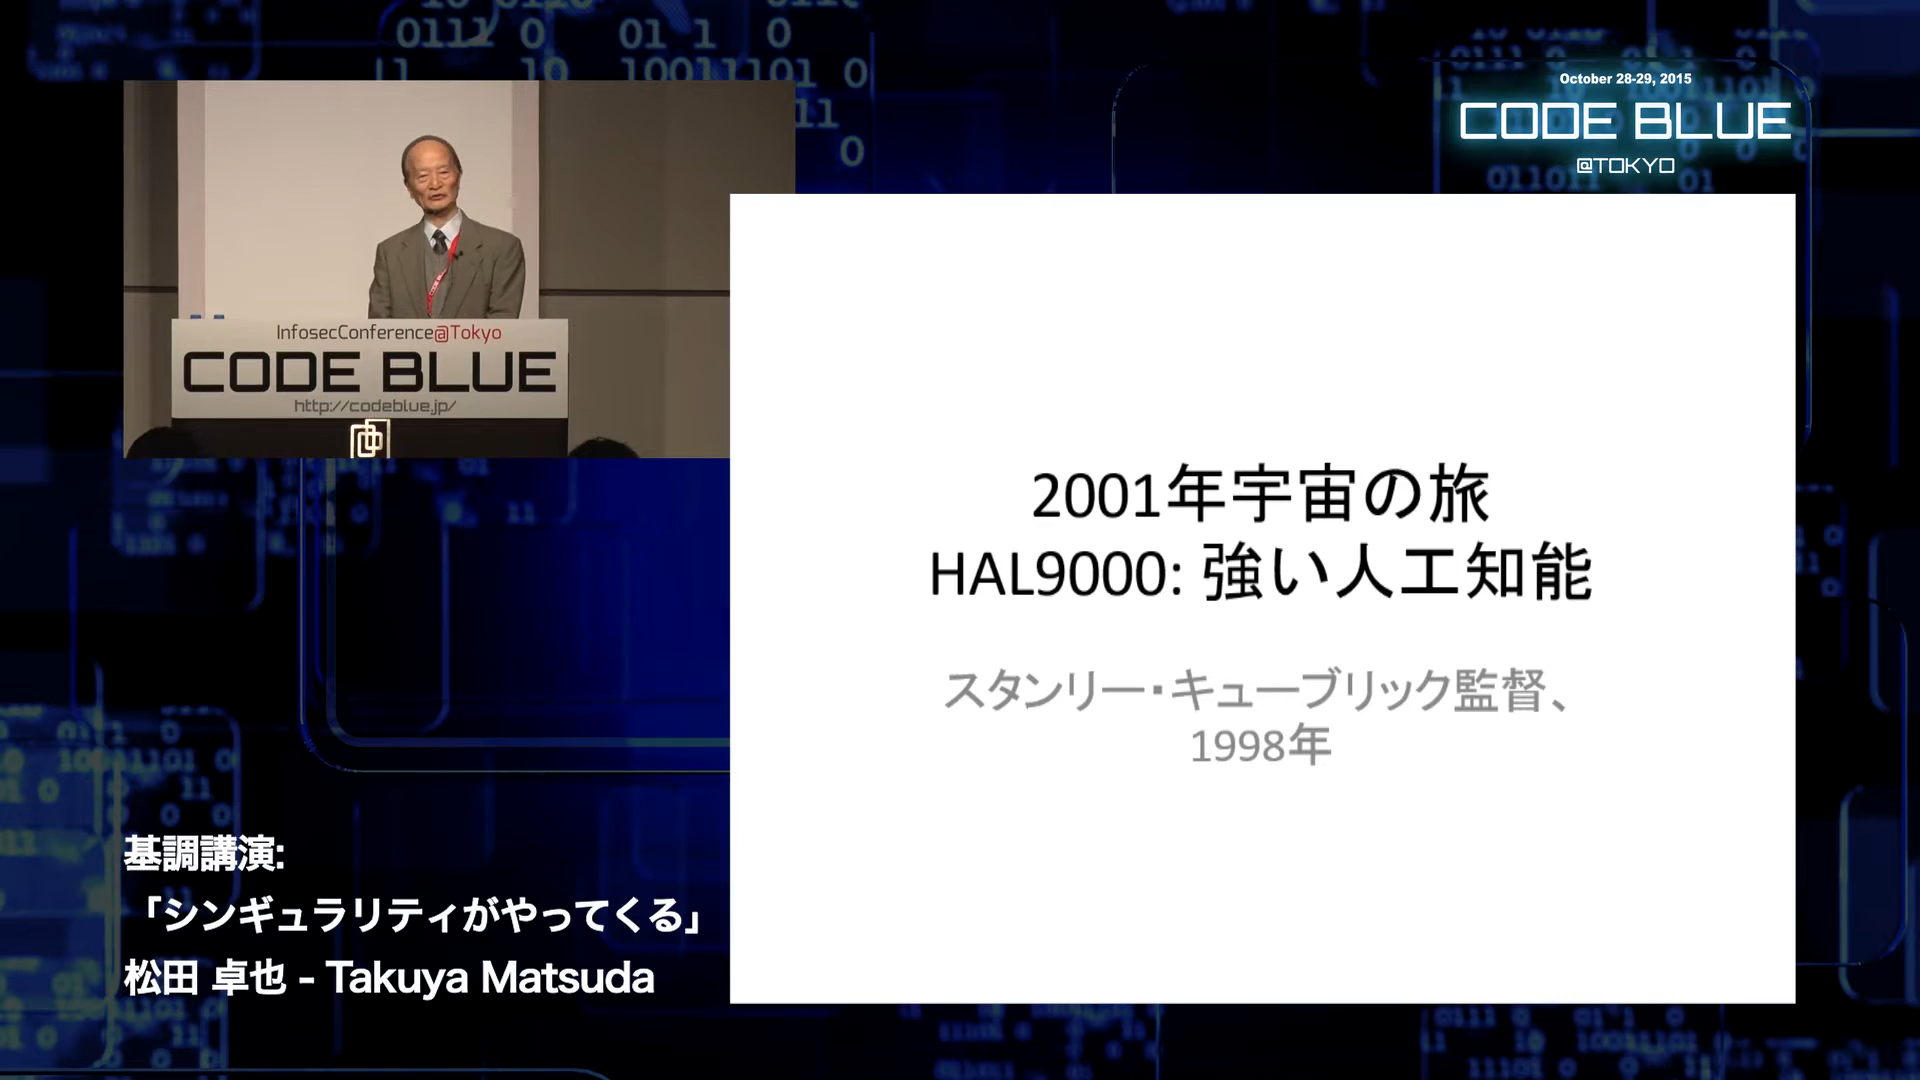 October 28-29, 2015
CODE BLUE
@TOKYO
InfosecConference@Tokyo
CODE BLUE
http://codeblue.jp/
2001年宇宙の旅
HAL9000: 強い人工知能
スタンリー・キューブリック監督、
1998年
基調講演:
「シンギュラリティがやってくる」
松田 卓也 - Takuya Matsuda